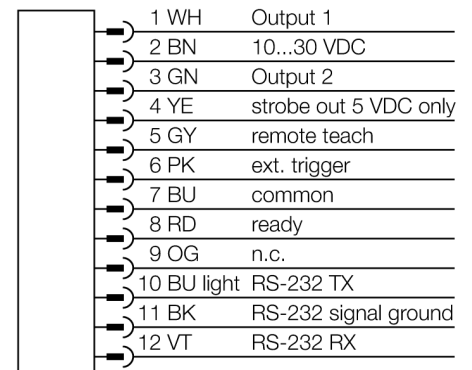 1 WH Output 1
2 BN 10...30 VDC
3 GN Output 2
4 YE strobe out 5 VDC only
5 GY remote teach
6 PK ext. trigger
7 BU common
8 RD ready
9 OG n.c.
10 BU light RS-232 TX
11 BK RS-232 signal ground
12 VT RS-232 RX